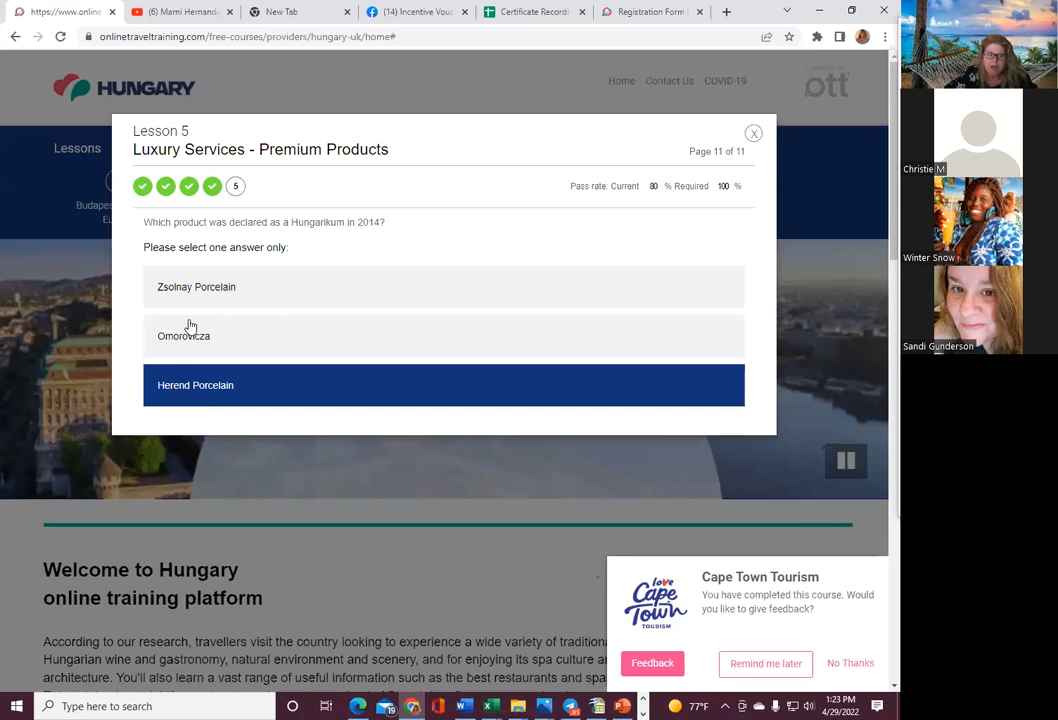 https://www.online
(6) Marni Hernande
New Tab
(14) Incentive Vou
Certificate Record
Registration Form
onlinetraveltraining.com/free-courses/providers/hungary-uk/home#
HUNGARY
Home
Contact Us
COVID-19
powered by
ott
Lessons
Lesson 5
Luxury Services - Premium Products
X
Page 11 of 11
5
Pass rate: Current 80 % Required 100 %
Which product was declared as a Hungarikum in 2014?
Please select one answer only:
Zsolnay Porcelain
Omorovicza
Herend Porcelain
Budapes
Eu
Christie M
Winter Snow
Sandi Gunderson
Welcome to Hungary
online training platform
According to our research, travellers visit the country looking to experience a wide variety of traditiona
Hungarian wine and gastronomy, natural environment and scenery, and for enjoying its spa culture a
architecture. You'll also learn a vast range of useful information such as the best restaurants and spa
love
Cape
Town
TOURISM
Cape Town Tourism
You have completed this course. Would
you like to give feedback?
Feedback
Remind me later
No Thanks
Type here to search
19
77°F
1:23 PM
4/29/2022